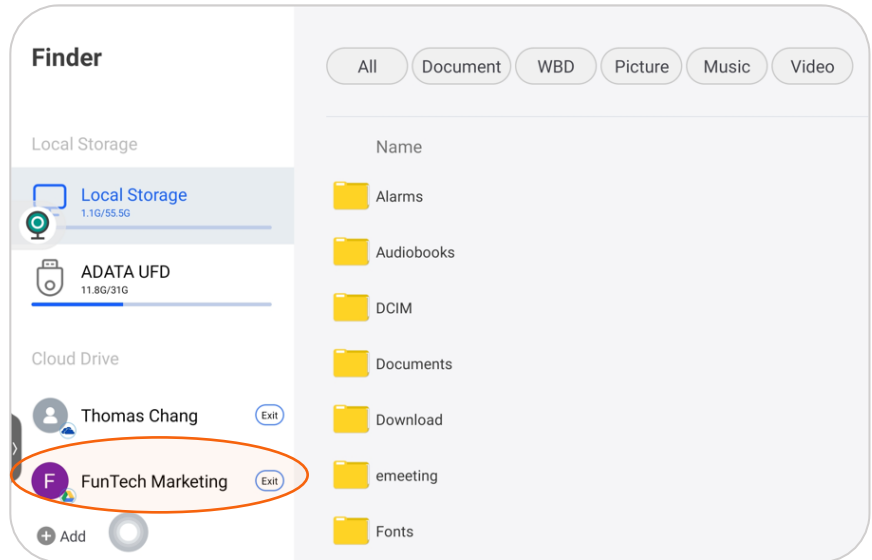 Finder
Local Storage
Local Storage
1.1G/55.5G
ADATA UFD
11.8G/31G
Cloud Drive
Thomas Chang
Exit
F
FunTech Marketing
Exit
Add
All
Document
WBD
Picture
Music
Video
Name
Alarms
Audiobooks
DCIM
Documents
Download
emeeting
Fonts